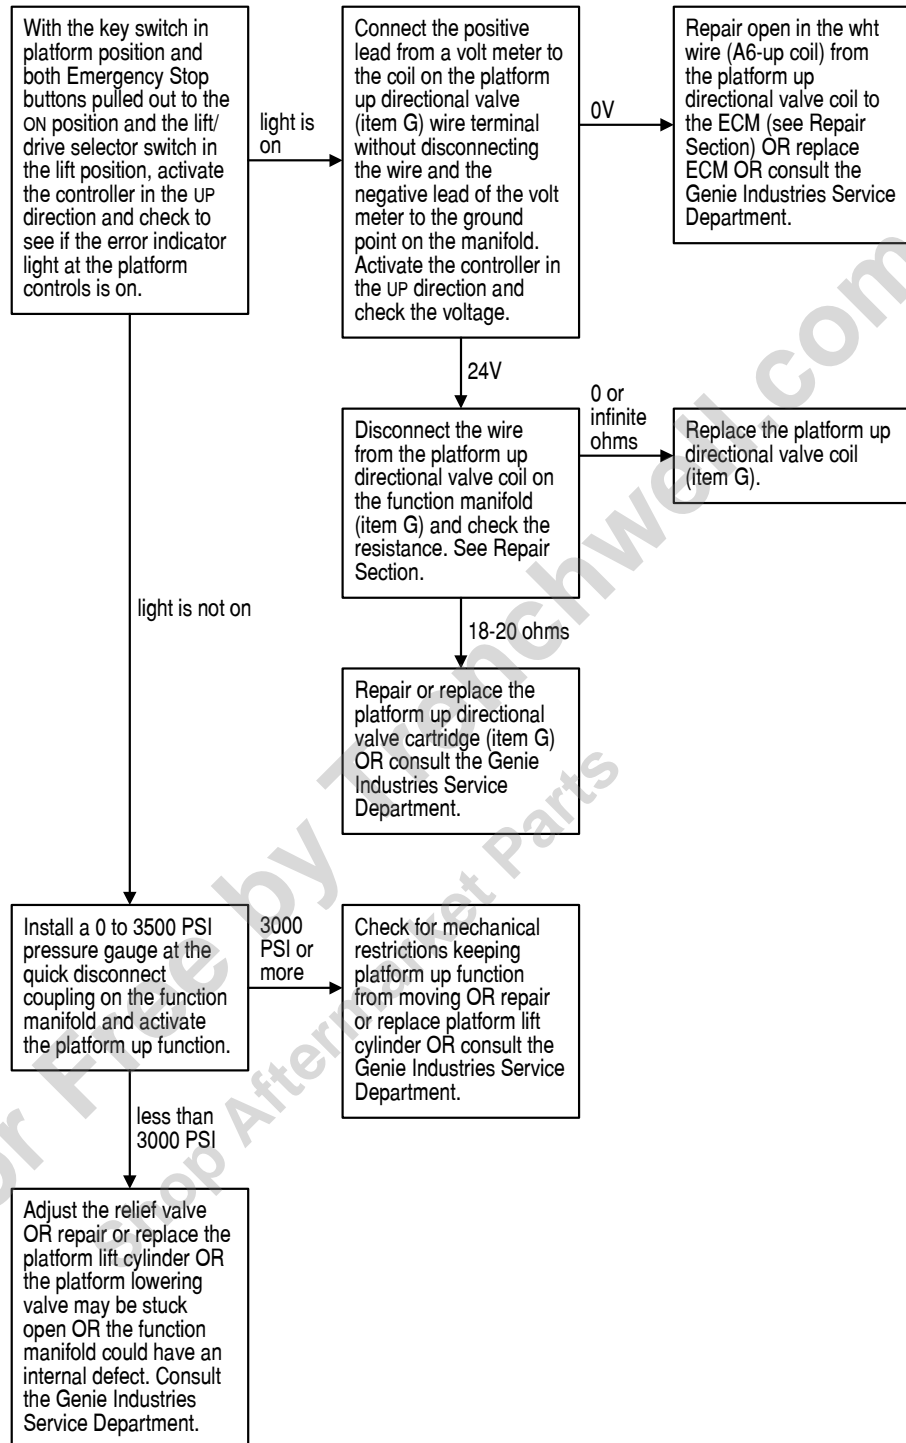 With the key switch in
platform position and
both Emergency Stop
buttons pulled out to the
ON position and the lift/
drive selector switch in
the lift position, activate
the controller in the UP
direction and check to
see if the error indicator
light at the platform
controls is on.
light is
on
Connect the positive
lead from a volt meter to
the coil on the platform
up directional valve
(item G) wire terminal
without disconnecting
the wire and the
negative lead of the volt
meter to the ground
point on the manifold.
Activate the controller in
the UP direction and
check the voltage.
0V
Repair open in the wht
wire (A6-up coil) from
the platform up
directional valve coil to
the ECM (see Repair
Section) OR replace
ECM OR consult the
Genie Industries Service
Department.
24V
Disconnect the wire
from the platform up
directional valve coil on
the function manifold
(item G) and check the
resistance. See Repair
Section.
0 or
infinite
ohms
Replace the platform up
directional valve coil
(item G).
18-20 ohms
Repair or replace the
platform up directional
valve cartridge (item G)
OR consult the Genie
Industries Service
Department.
light is not on
Install a 0 to 3500 PSI
pressure gauge at the
quick disconnect
coupling on the function
manifold and activate
the platform up function.
3000
PSI or
more
Check for mechanical
restrictions keeping
platform up function
from moving OR repair
or replace platform lift
cylinder OR consult the
Genie Industries Service
Department.
less than
3000 PSI
Adjust the relief valve
OR repair or replace the
platform lift cylinder OR
the platform lowering
valve may be stuck
open OR the function
manifold could have an
internal defect. Consult
the Genie Industries
Service Department.
or Free by Trenchwell.com
Shop Aftermarket Parts